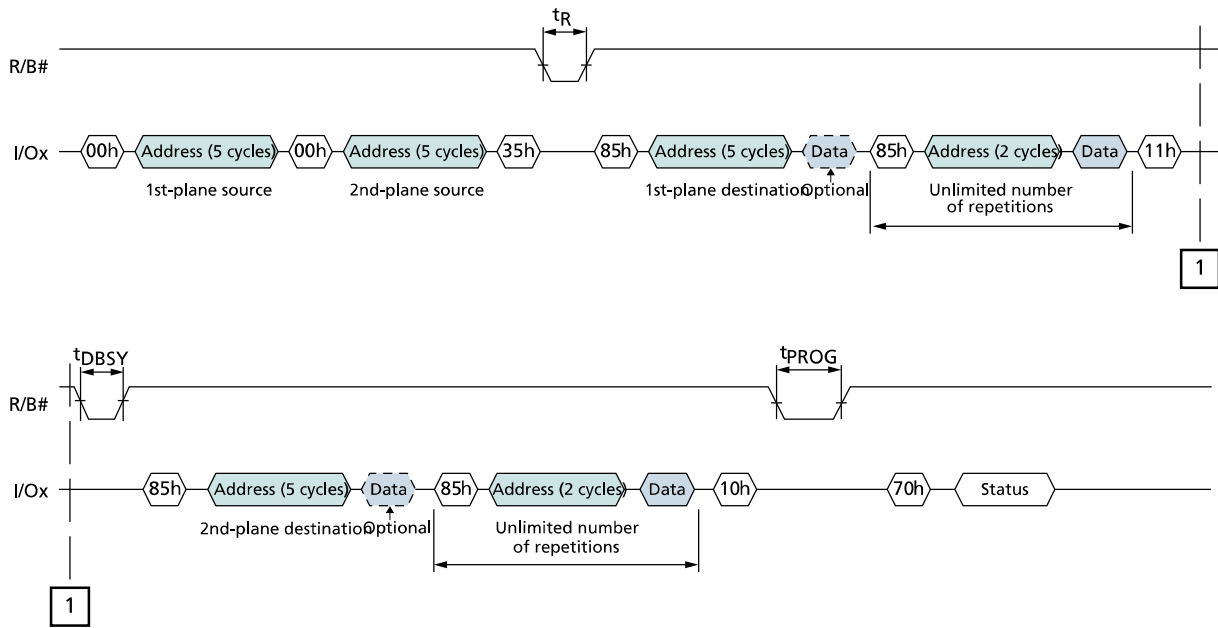 tR
R/B#
I/Ox 00h Address (5 cycles) 00h Address (5 cycles) 35h 85h Address (5 cycles) Data 85h Address (2 cycles) Data 11h
1st-plane source 2nd-plane source 1st-plane destination Optional Unlimited number
of repetitions
1
tDBSY tPROG
R/B#
I/Ox 85h Address (5 cycles) Data 85h Address (2 cycles) Data 10h 70h Status
2nd-plane destination Optional Unlimited number
of repetitions
1